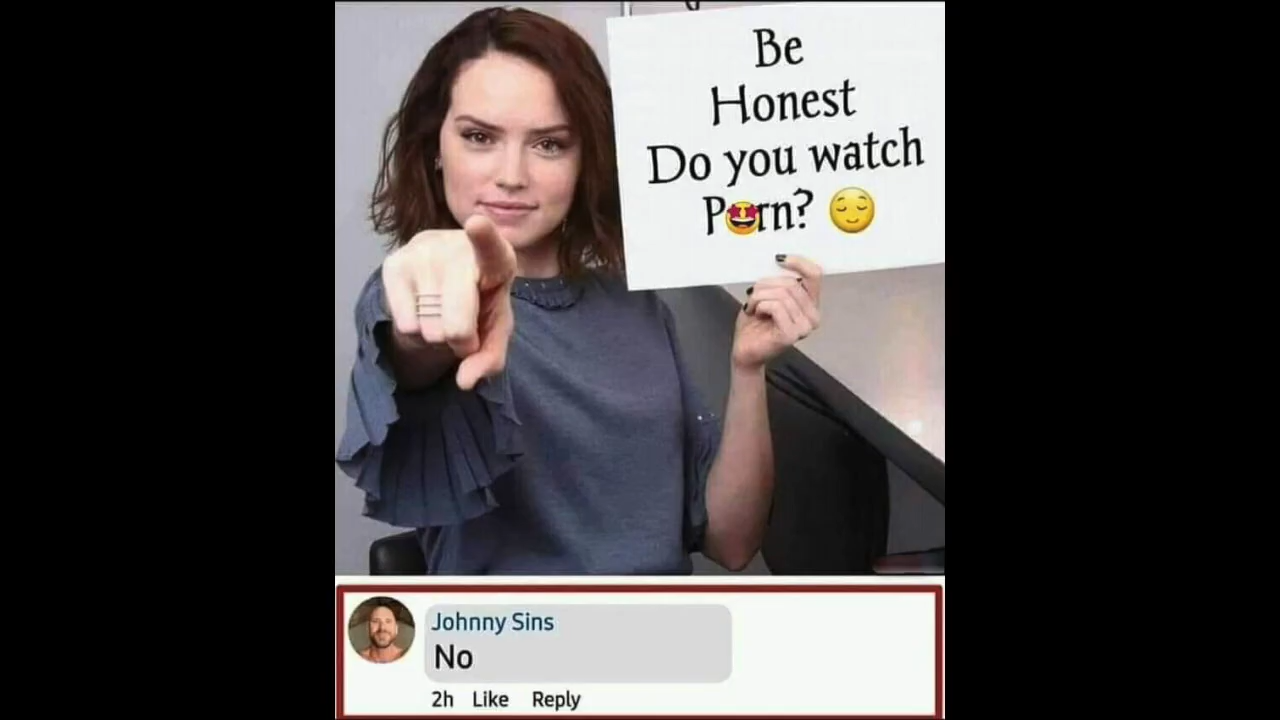 Be
Honest
Do you watch
P🤩rn? 😌
Johnny Sins
No
2h Like Reply